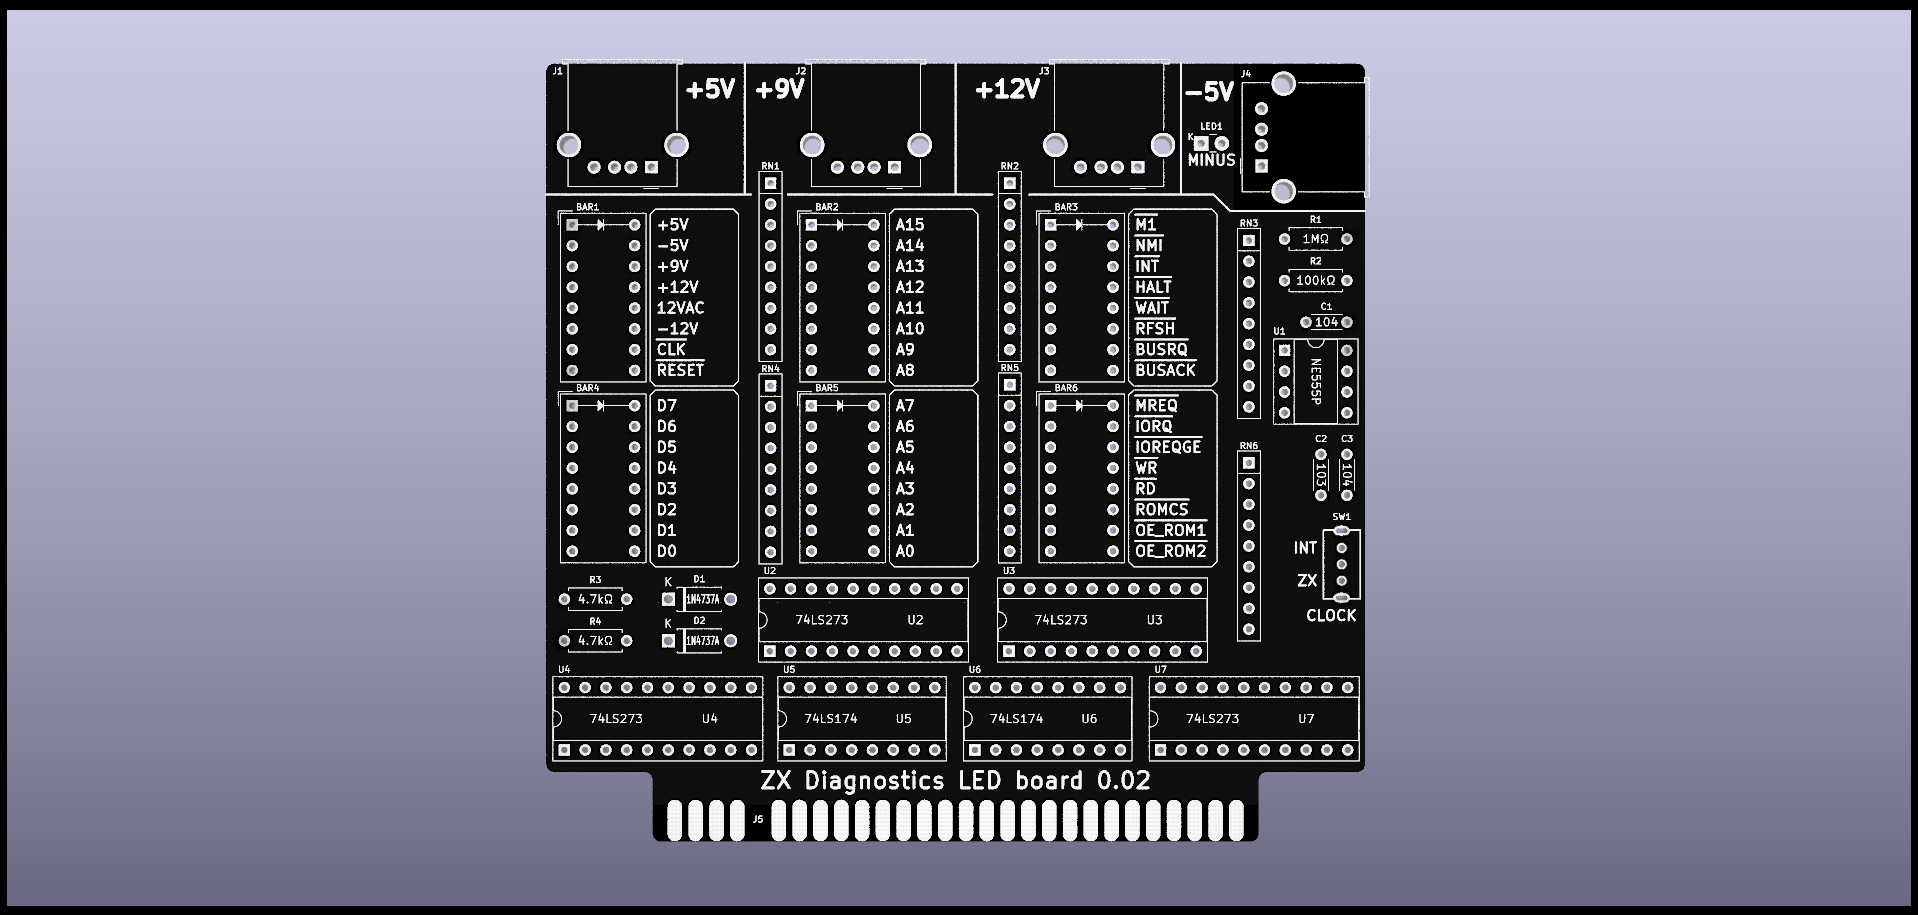 J1
+5V
+9V
J2
+12V
J3
-5V
J4
LED1
K
MINUS
RN1
RN2
BAR1
+5V
-5V
+9V
+12V
12VAC
-12V
CLK
RESET
BAR2
A15
A14
A13
A12
A11
A10
A9
A8
BAR3
M1
NMI
INT
HALT
WAIT
RFSH
BUSRQ
BUSACK
RN3
R1
1MΩ
R2
100kΩ
C1
104
U1
NE555P
BAR4
D7
D6
D5
D4
D3
D2
D1
D0
RN4
BAR5
A7
A6
A5
A4
A3
A2
A1
A0
RN5
BAR6
MREQ
IORQ
IOREQGE
WR
RD
ROMCS
OE_ROM1
OE_ROM2
RN6
C2
103
C3
104
SW1
INT
ZX
CLOCK
R3
4.7kΩ
K
D1
1N4737A
R4
4.7kΩ
K
D2
1N4737A
U2
74LS273 U2
U3
74LS273 U3
U4
74LS273 U4
U5
74LS174 U5
U6
74LS174 U6
U7
74LS273 U7
ZX Diagnostics LED board 0.02
J5